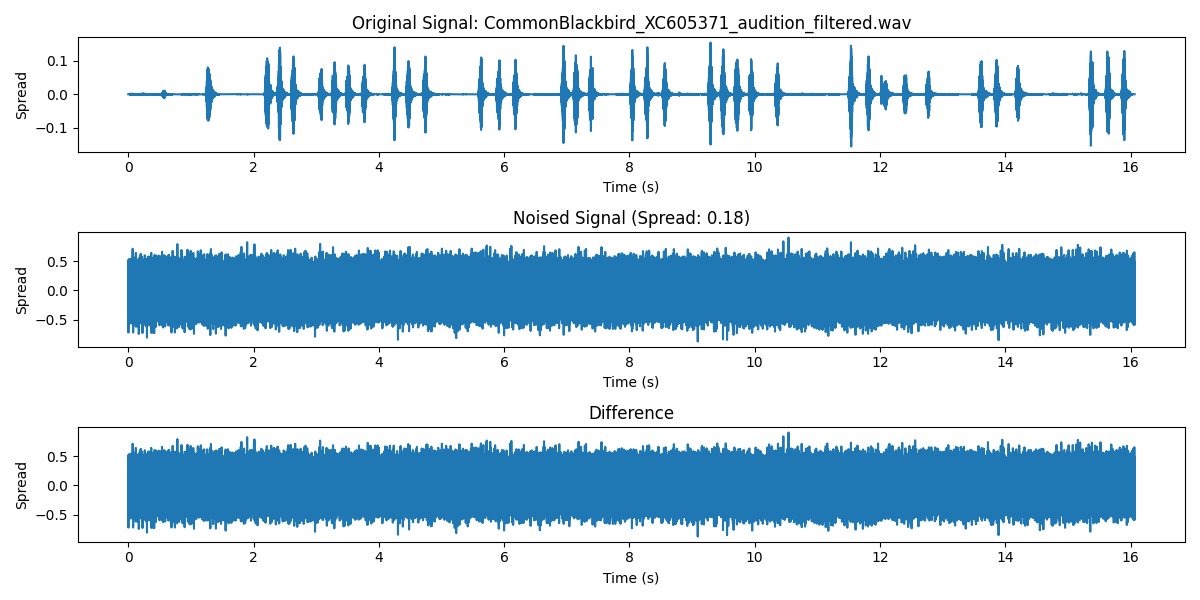 Original Signal: CommonBlackbird_XC605371_audition_filtered.wav
0.1
0.0
−0.1
Spread
0 2 4 6 8 10 12 14 16
Time (s)
Noised Signal (Spread: 0.18)
0.5
0.0
−0.5
Spread
0 2 4 6 8 10 12 14 16
Time (s)
Difference
0.5
0.0
−0.5
Spread
0 2 4 6 8 10 12 14 16
Time (s)